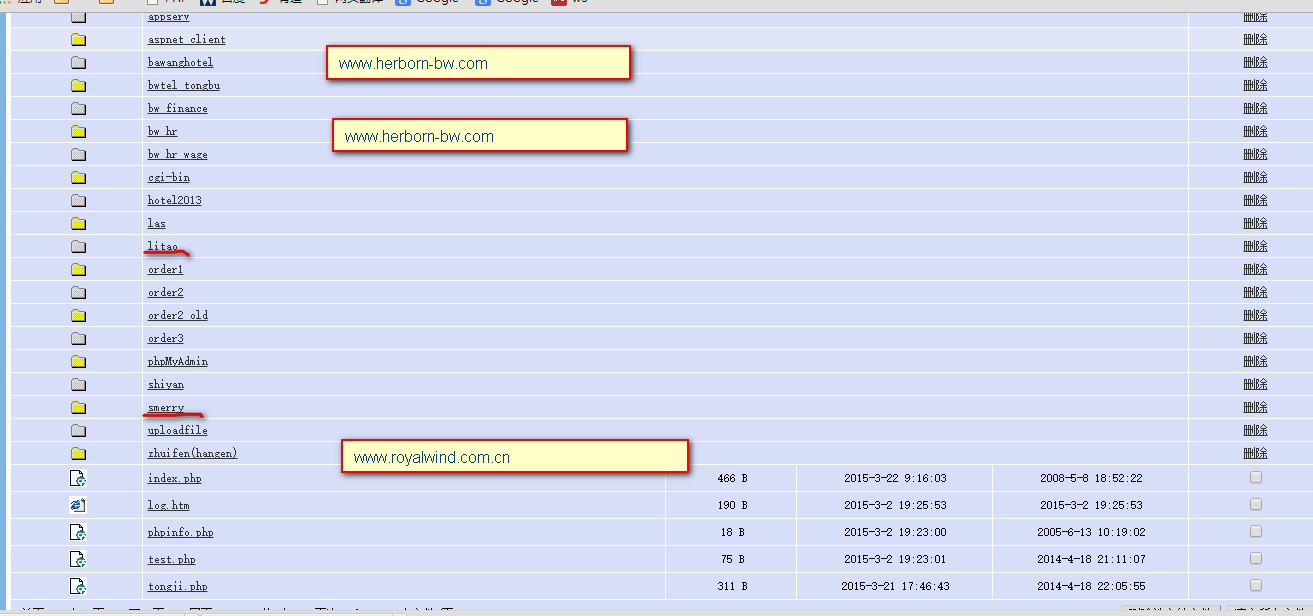 appserv 删除
aspnet_client 删除
bawanghotel www.herborn-bw.com 删除
bwtel_tongbu 删除
bw_finance 删除
bw_hr www.herborn-bw.com 删除
bw_hr_wage 删除
cgi-bin 删除
hotel2013 删除
las 删除
litao 删除
order1 删除
order2 删除
order2_old 删除
order3 删除
phpMyAdmin 删除
shiyan 删除
smerry 删除
uploadfile 删除
zhuifen(hangen) www.royalwind.com.cn 删除
index.php 466 B 2015-3-22 9:16:03 2008-5-8 18:52:22
log.htm 190 B 2015-3-2 19:25:53 2015-3-2 19:25:53
phpinfo.php 18 B 2015-3-2 19:23:00 2005-6-13 10:19:02
test.php 75 B 2015-3-2 19:23:01 2014-4-18 21:11:07
tongji.php 311 B 2015-3-21 17:46:43 2014-4-18 22:05:55